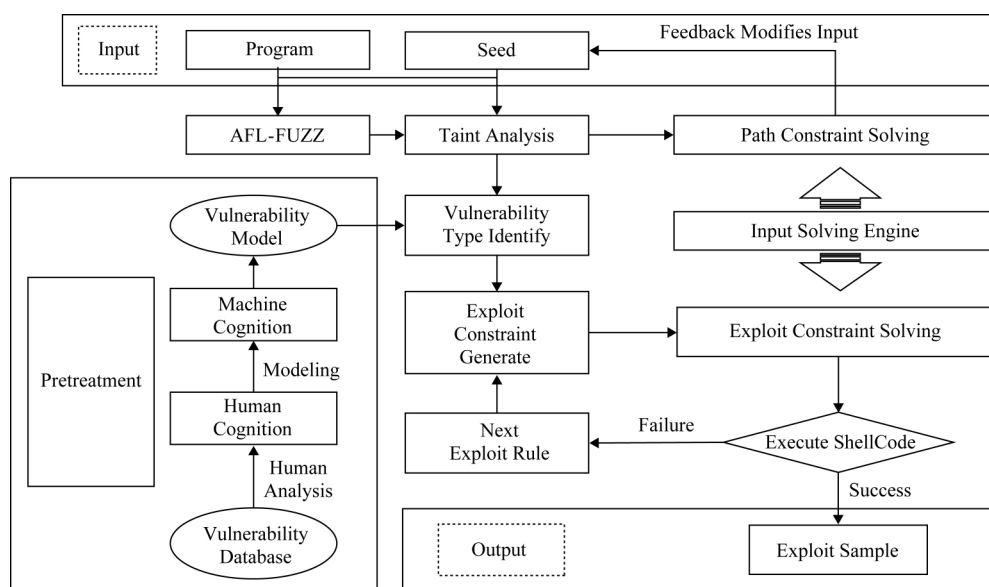 Input
Program
Seed
Feedback Modifies Input
AFL-FUZZ
Taint Analysis
Path Constraint Solving
Vulnerability
Model
Vulnerability
Type Identify
Input Solving Engine
Pretreatment
Machine
Cognition
Exploit
Constraint
Generate
Exploit Constraint Solving
Modeling
Human
Cognition
Next
Exploit Rule
Failure
Execute ShellCode
Human
Analysis
Success
Vulnerability
Database
Output
Exploit Sample